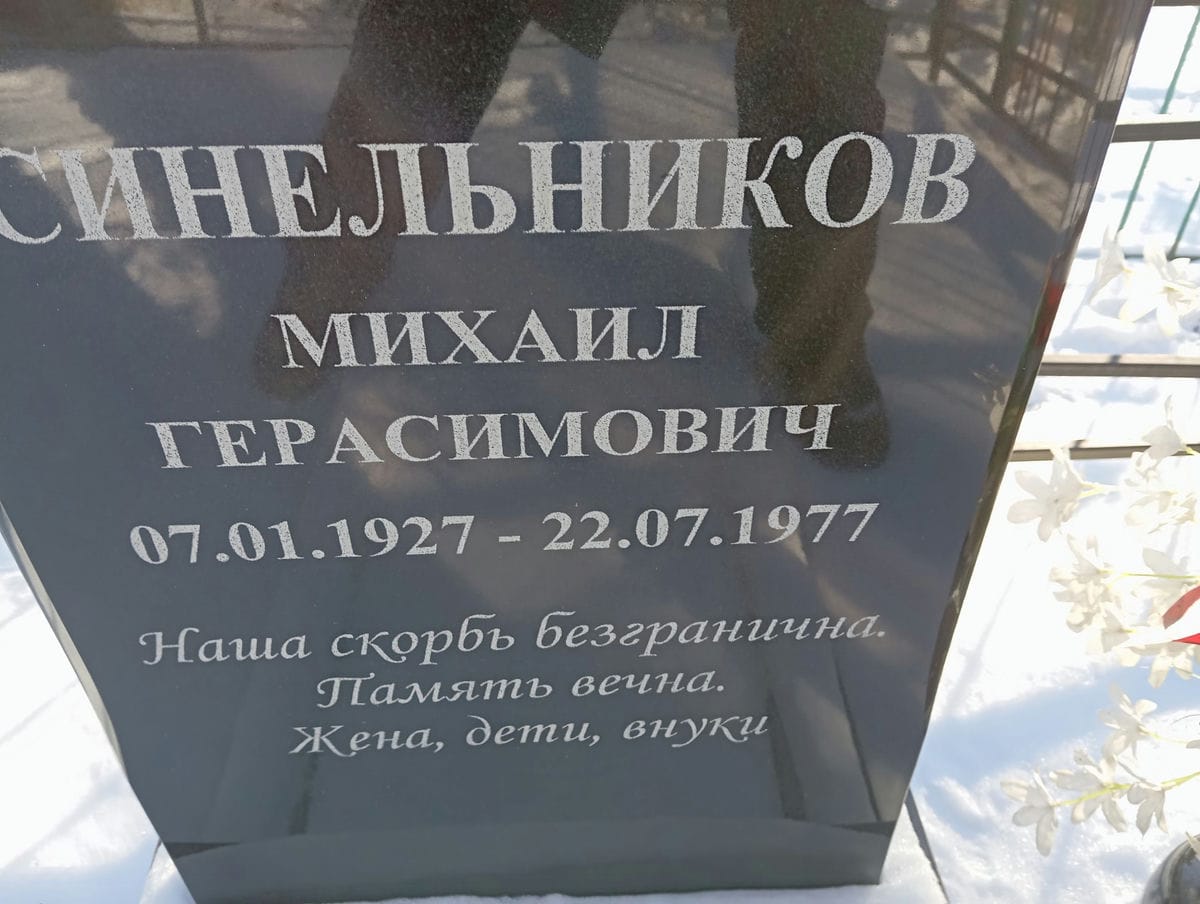 СИНЕЛЬНИКОВ
МИХАИЛ
ГЕРАСИМОВИЧ
07.01.1927 - 22.07.1977
Наша скорбь безгранична.
Память вечна.
Жена, дети, внуки